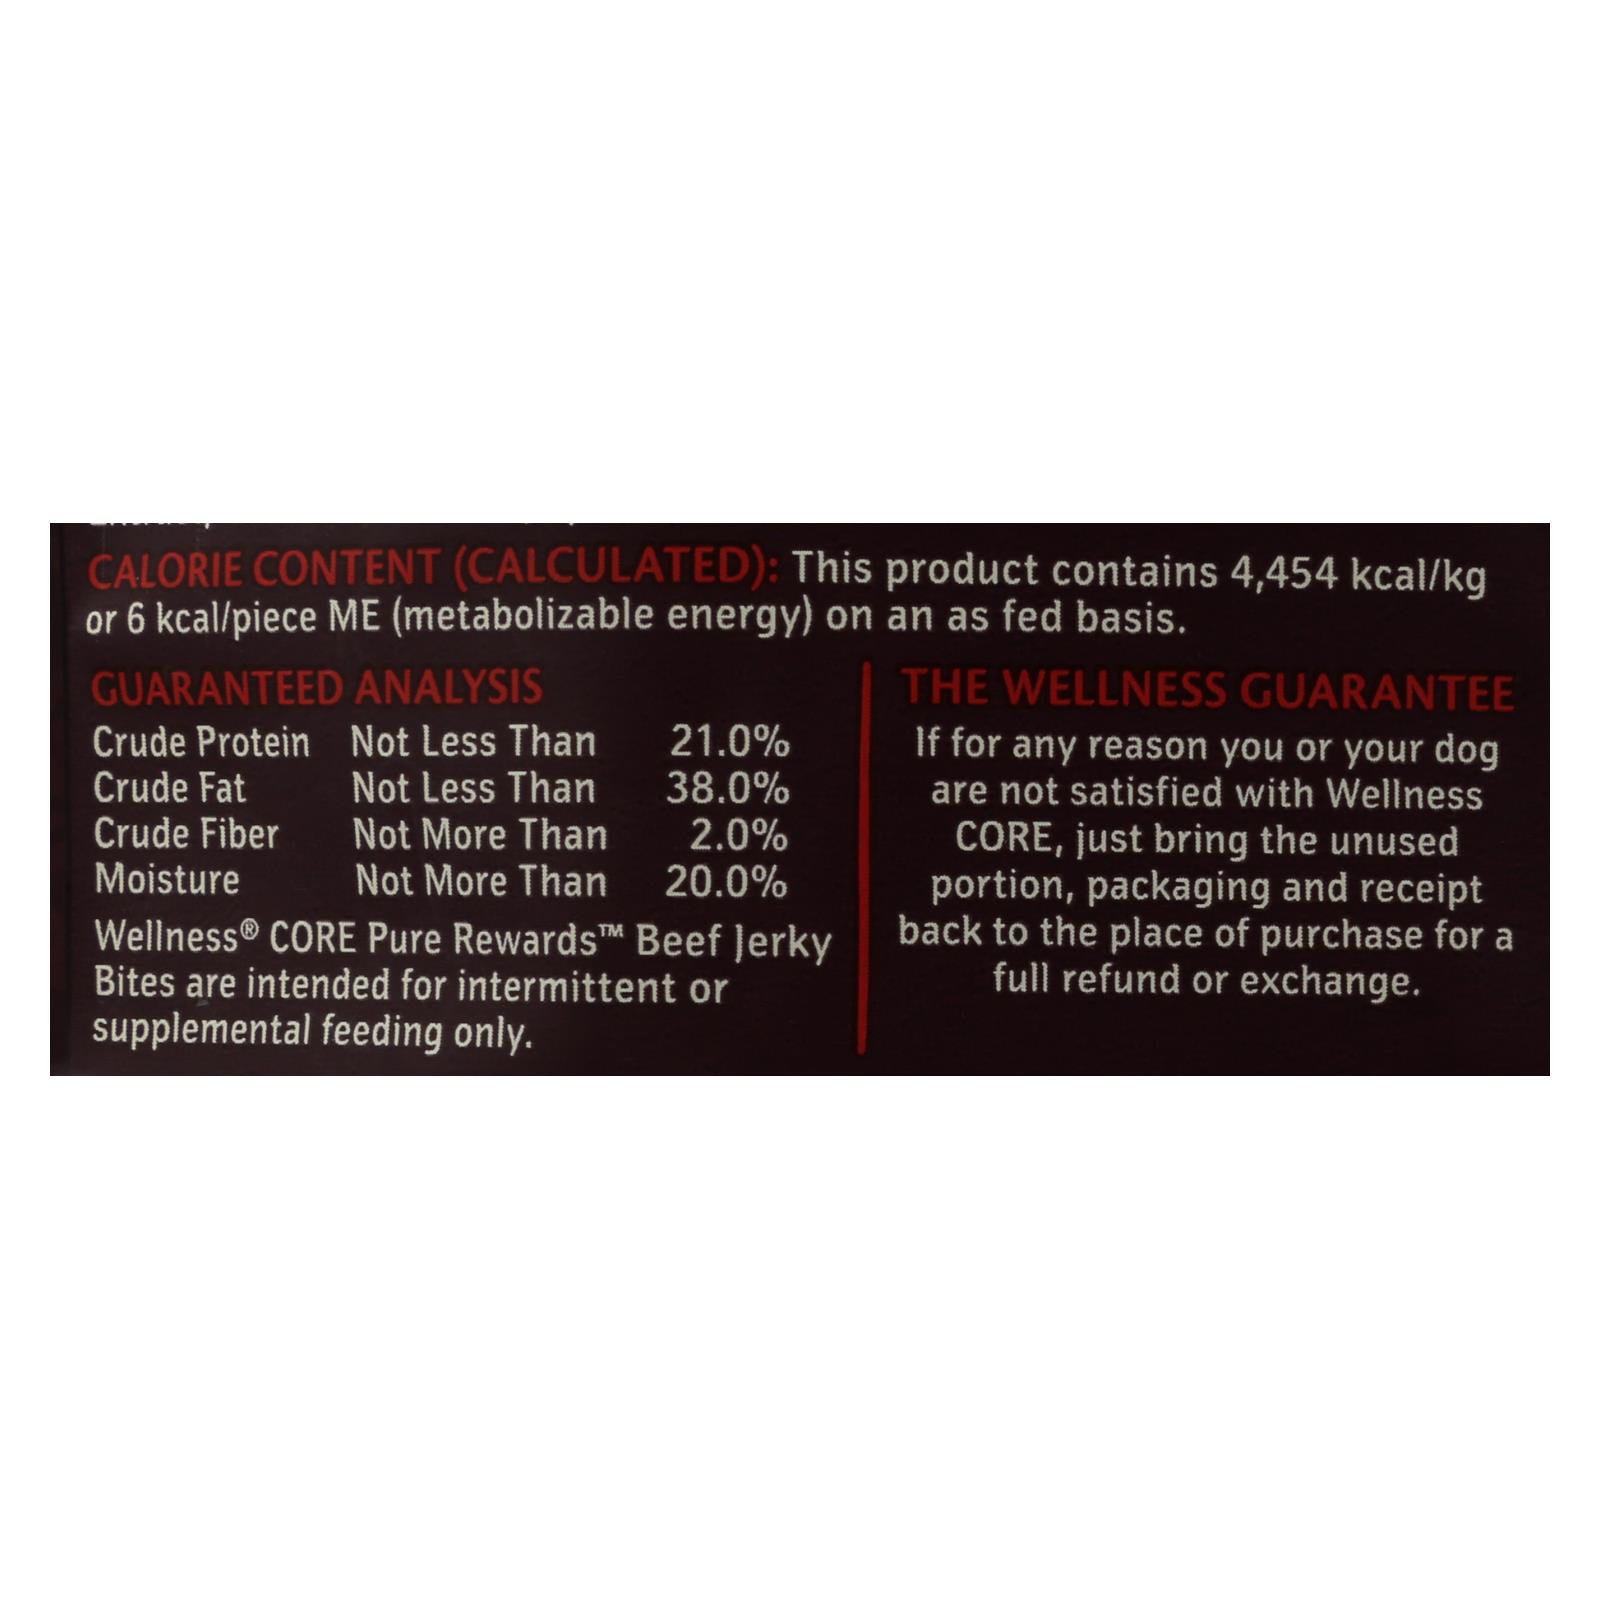 CALORIE CONTENT (CALCULATED): This product contains 4,454 kcal/kg
or 6 kcal/piece ME (metabolizable energy) on an as fed basis.
GUARANTEED ANALYSIS
Crude Protein Not Less Than 21.0%
Crude Fat Not Less Than 38.0%
Crude Fiber Not More Than 2.0%
Moisture Not More Than 20.0%
Wellness® CORE Pure Rewards™ Beef Jerky
Bites are intended for intermittent or
supplemental feeding only.
THE WELLNESS GUARANTEE
If for any reason you or your dog
are not satisfied with Wellness
CORE, just bring the unused
portion, packaging and receipt
back to the place of purchase for a
full refund or exchange.